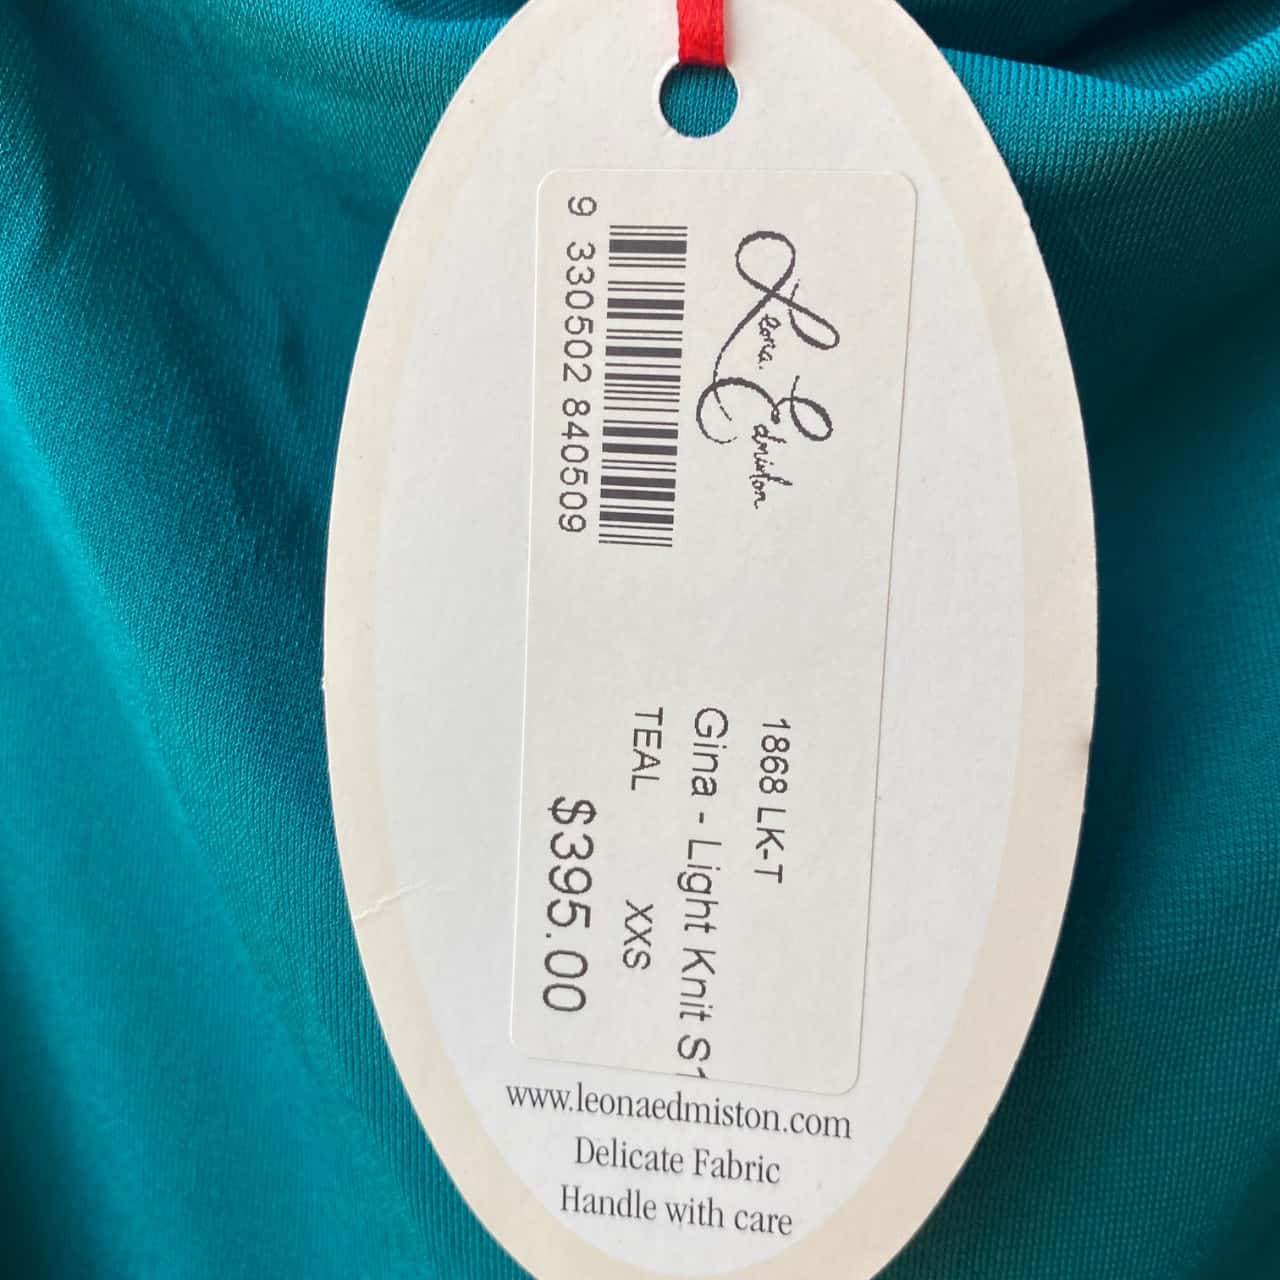 Leona Edmiston
9 330502 840509
1868 LK-T
Gina - Light Knit S1
TEAL XXS
$395.00
www.leonaedmiston.com
Delicate Fabric
Handle with care